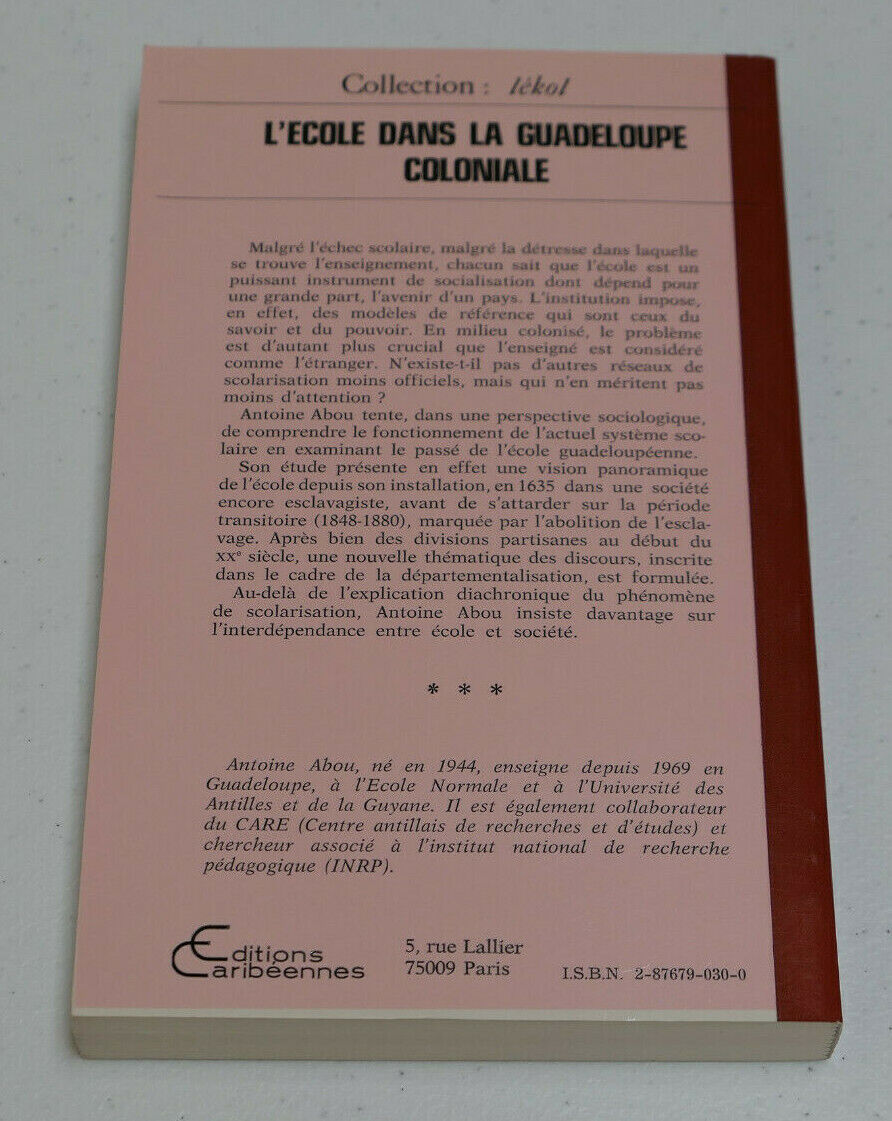 Collection : lékol
L'ECOLE DANS LA GUADELOUPE
COLONIALE
Malgré l'échec scolaire, malgré la détresse dans laquelle
se trouve l'enseignement, chacun sait que l'école est un
puissant instrument de socialisation dont dépend pour
une grande part, l'avenir d'un pays. L'institution impose,
en effet, des modèles de référence qui sont ceux du
savoir et du pouvoir. En milieu colonisé, le problème
est d'autant plus crucial que l'enseigné est considéré
comme l'étranger. N'existe-t-il pas d'autres réseaux de
scolarisation moins officiels, mais qui n'en méritent pas
moins d'attention ?
Antoine Abou tente, dans une perspective sociologique,
de comprendre le fonctionnement de l'actuel système sco-
laire en examinant le passé de l'école guadeloupéenne.
Son étude présente en effet une vision panoramique
de l'école depuis son installation, en 1635 dans une société
encore esclavagiste, avant de s'attarder sur la période
transitoire (1848-1880), marquée par l'abolition de l'escla-
vage. Après bien des divisions partisanes au début du
XXe siècle, une nouvelle thématique des discours, inscrite
dans le cadre de la départementalisation, est formulée.
Au-delà de l'explication diachronique du phénomène
de scolarisation, Antoine Abou insiste davantage sur
l'interdépendance entre école et société.
* * *
Antoine Abou, né en 1944, enseigne depuis 1969 en
Guadeloupe, à l'Ecole Normale et à l'Université des
Antilles et de la Guyane. Il est également collaborateur
du CARE (Centre antillais de recherches et d'études) et
chercheur associé à l'institut national de recherche
pédagogique (INRP).
Editions
Caribéennes
5, rue Lallier
75009 Paris
I.S.B.N. 2-87679-030-0